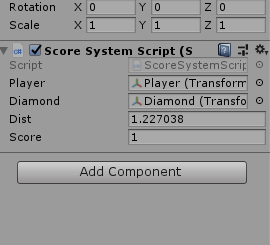 Rotation X 0 Y 0 Z 0
Scale X 1 Y 1 Z 1
Score System Script (S
Script ScoreSystemScrip
Player Player (Transform
Diamond Diamond (Transfo
Dist 1.227038
Score 1
Add Component